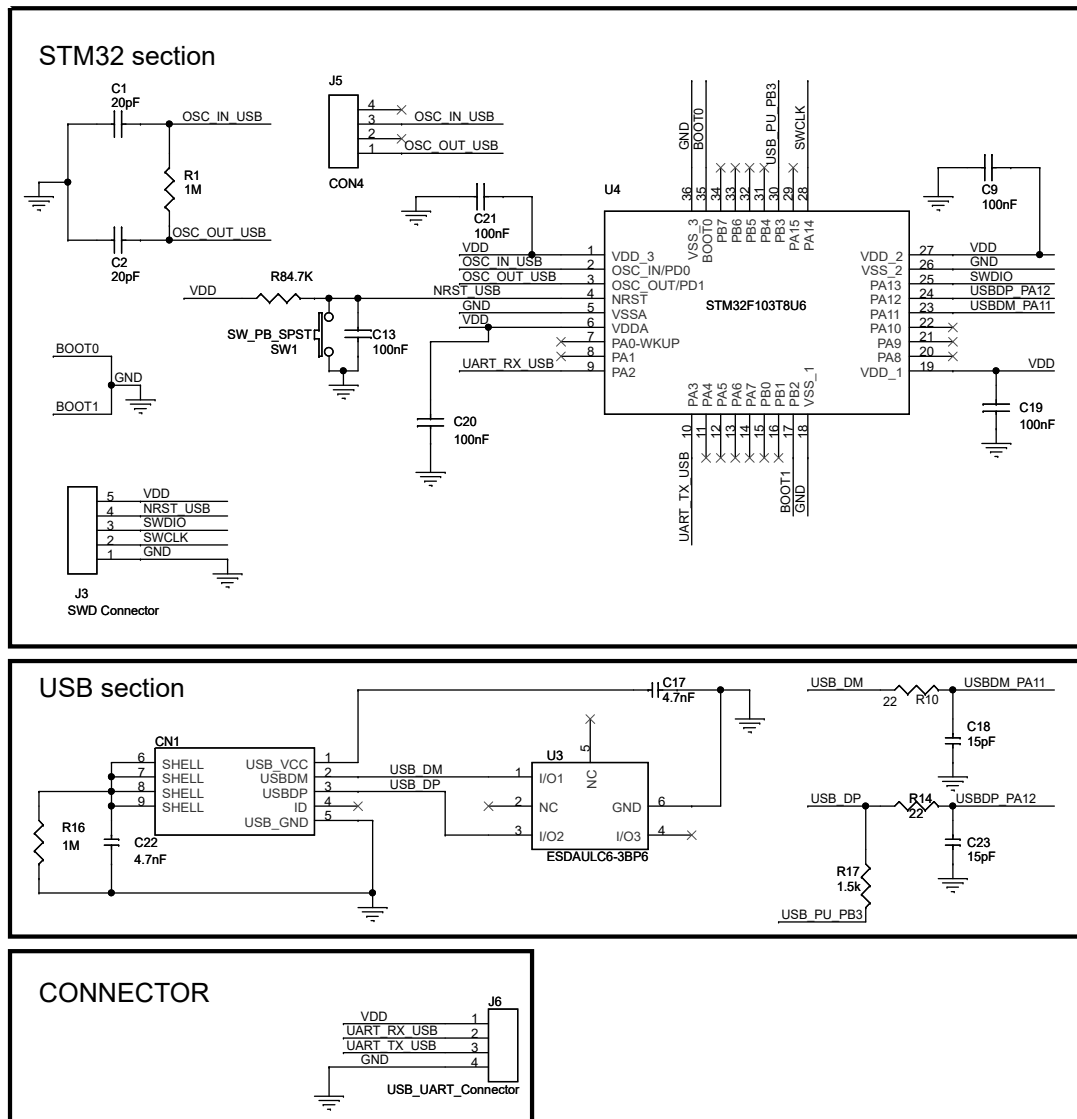 STM32 section
C1
20pF
OSC_IN_USB
R1
1M
OSC_OUT_USB
C2
20pF
J5
4
3 OSC_IN_USB
2
1 OSC_OUT_USB
CON4
C21
100nF
VDD
OSC_IN_USB
OSC_OUT_USB
NRST_USB
GND
VDD
UART_RX_USB
VDD
R84.7K
SW_PB_SPST
SW1
C13
100nF
C20
100nF
BOOT0
GND
BOOT1
U4
GND
BOOT0
USB_PU_PB3
SWCLK
36 35 34 33 32 31 30 29 28
VSS_3
BOOT0
PB7
PB6
PB5
PB4
PB3
PA15
PA14
1 VDD_3
2 OSC_IN/PD0
3 OSC_OUT/PD1
4 NRST
5 VSSA
6 VDDA
7 PA0-WKUP
8 PA1
9 PA2
STM32F103T8U6
VDD_2 27 VDD
VSS_2 26 GND
PA13 25 SWDIO
PA12 24 USBDP_PA12
PA11 23 USBDM_PA11
PA10 22
PA9 21
PA8 20
VDD_1 19 VDD
PA3
PA4
PA5
PA6
PA7
PB0
PB1
PB2
VSS_1
10 11 12 13 14 15 16 17 18
UART_TX_USB
BOOT1
GND
C9
100nF
C19
100nF
5 VDD
4 NRST_USB
3 SWDIO
2 SWCLK
1 GND
J3
SWD Connector
USB section
CN1
6 SHELL
7 SHELL
8 SHELL
9 SHELL
USB_VCC 1
USBDM 2 USB_DM
USBDP 3 USB_DP
ID 4
USB_GND 5
R16
1M
C22
4.7nF
C17
4.7nF
U3
5
NC
1 I/O1
2 NC
3 I/O2
GND 6
I/O3 4
ESDAULC6-3BP6
USB_DM
22 R10
USBDM_PA11
C18
15pF
USB_DP
R14
22
USBDP_PA12
C23
15pF
R17
1.5k
USB_PU_PB3
CONNECTOR
J6
VDD 1
UART_RX_USB 2
UART_TX_USB 3
GND 4
USB_UART_Connector